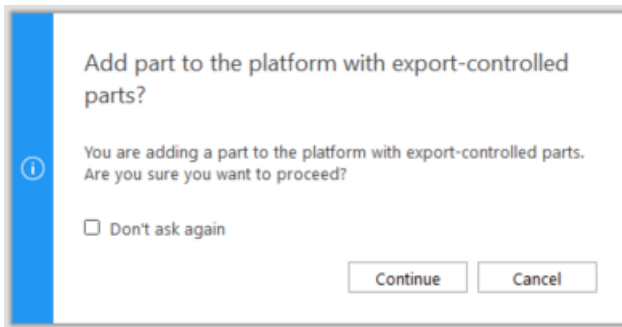 Add part to the platform with export-controlled
parts?
You are adding a part to the platform with export-controlled parts.
Are you sure you want to proceed?
Don't ask again
Continue Cancel